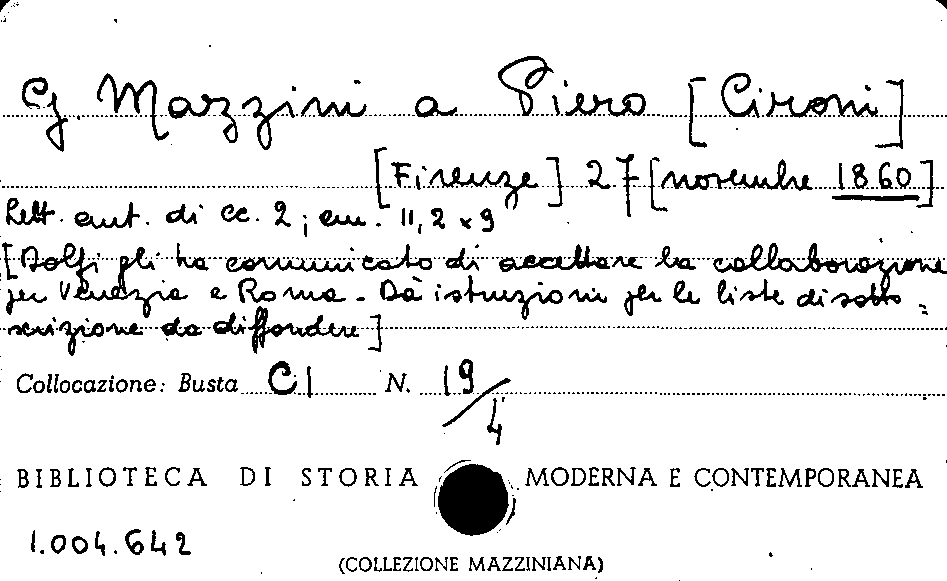 G. Mazzini a Piero [Cironi]
[Firenze] 27 [novembre 1860]
Lett. aut. di cc. 2; cm. 11,2 x 9
[Dolfi gli ha comunicato di accettare la collaborazione
per Venezia e Roma - Dà istruzioni per le liste di sotto=
scrizione da diffondere]
Collocazione: Busta CI N. 19/4
BIBLIOTECA DI STORIA MODERNA E CONTEMPORANEA
1.004.642
(COLLEZIONE MAZZINIANA)